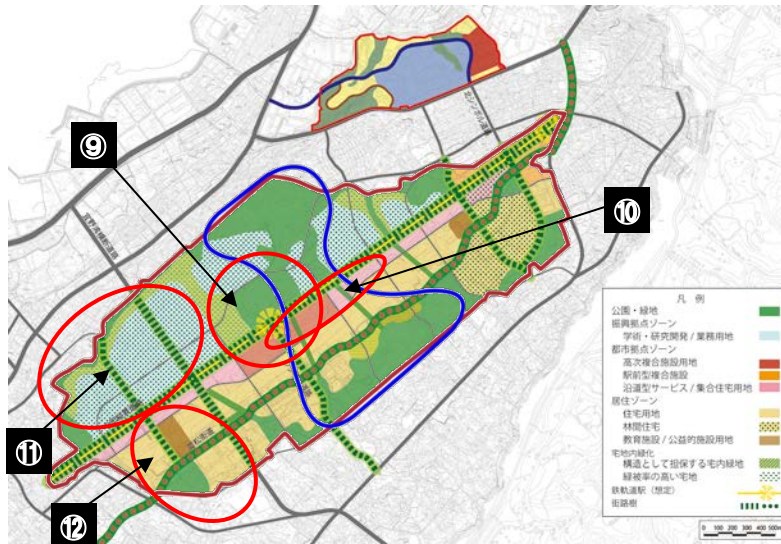 ⑨
⑩
⑪
⑫
凡 例
公園・緑地
振興拠点ゾーン
学術・研究開発 / 業務用地
都市拠点ゾーン
高次複合施設用地
駅前型複合施設
沿道型サービス / 集合住宅用地
居住ゾーン
住宅用地
林間住宅
教育施設 / 公益的施設用地
宅地内緑化
構造として担保する宅内緑地
緑被率の高い宅地
鉄軌道駅（想定）
街路樹
0 100 200 300 400 500m